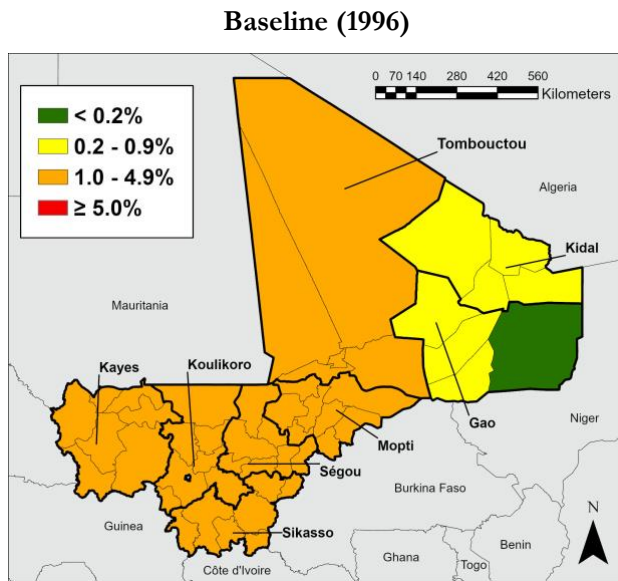 Baseline (1996)
0 70 140 280 420 560
Kilometers
< 0.2%
0.2 - 0.9%
1.0 - 4.9%
≥ 5.0%
Tombouctou
Algeria
Kidal
Mauritania
Kayes
Koulikoro
Gao
Niger
Mopti
Ségou
Burkina Faso
Guinea
Sikasso
N
Benin
Ghana
Togo
Côte d'Ivoire